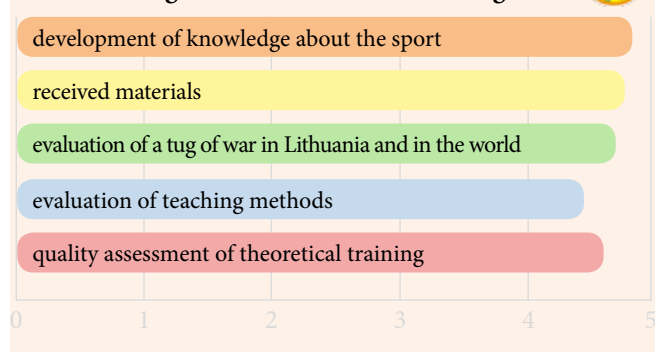 development of knowledge about the sport
received materials
evaluation of a tug of war in Lithuania and in the world
evaluation of teaching methods
quality assessment of theoretical training
0 1 2 3 4 5